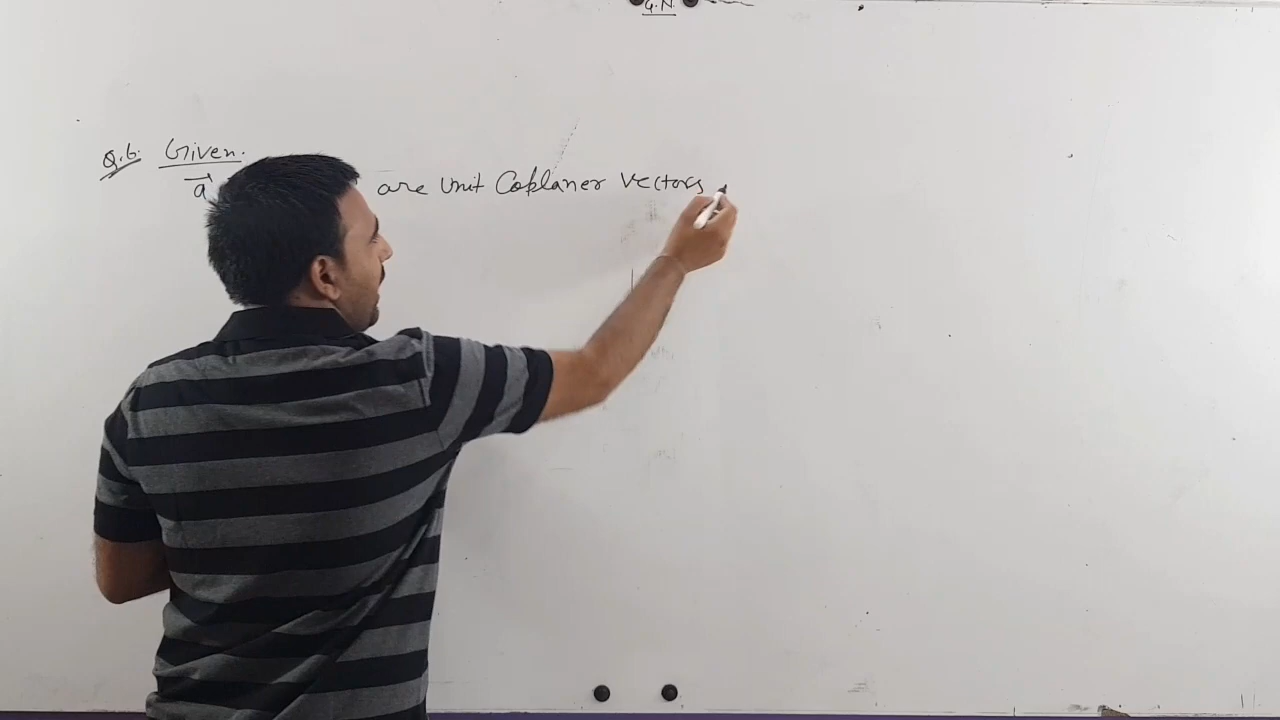 G.N.
Q.6. Given.
a⃗ are unit Coplaner vectors